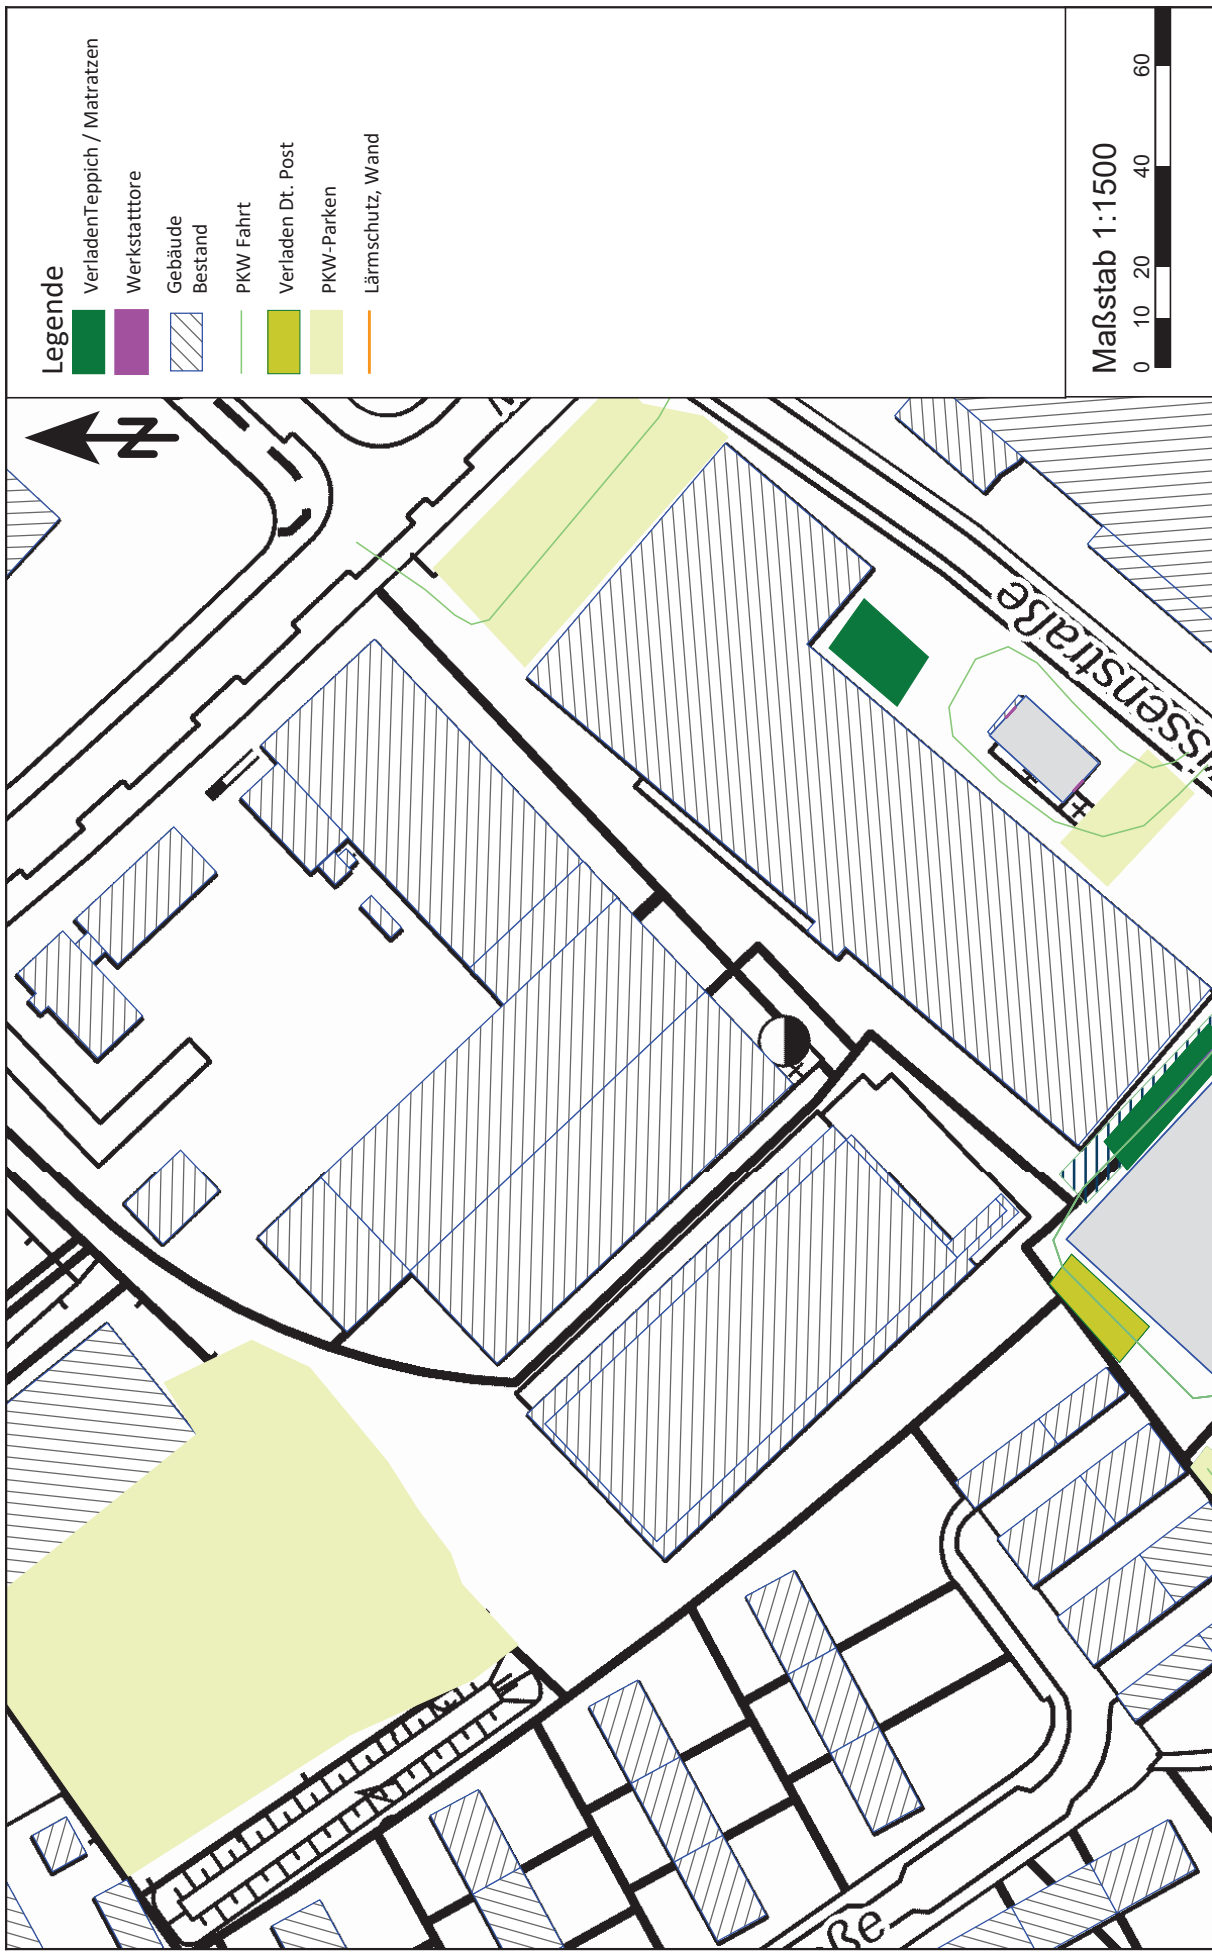 Legende
VerladenTeppich / Matratzen
Werkstatttore
Gebäude
Bestand
PKW Fahrt
Verladen Dt. Post
PKW-Parken
Lärmschutz, Wand
Maßstab 1:1500
0 10 20 40 60
N
üssenstraße
ße